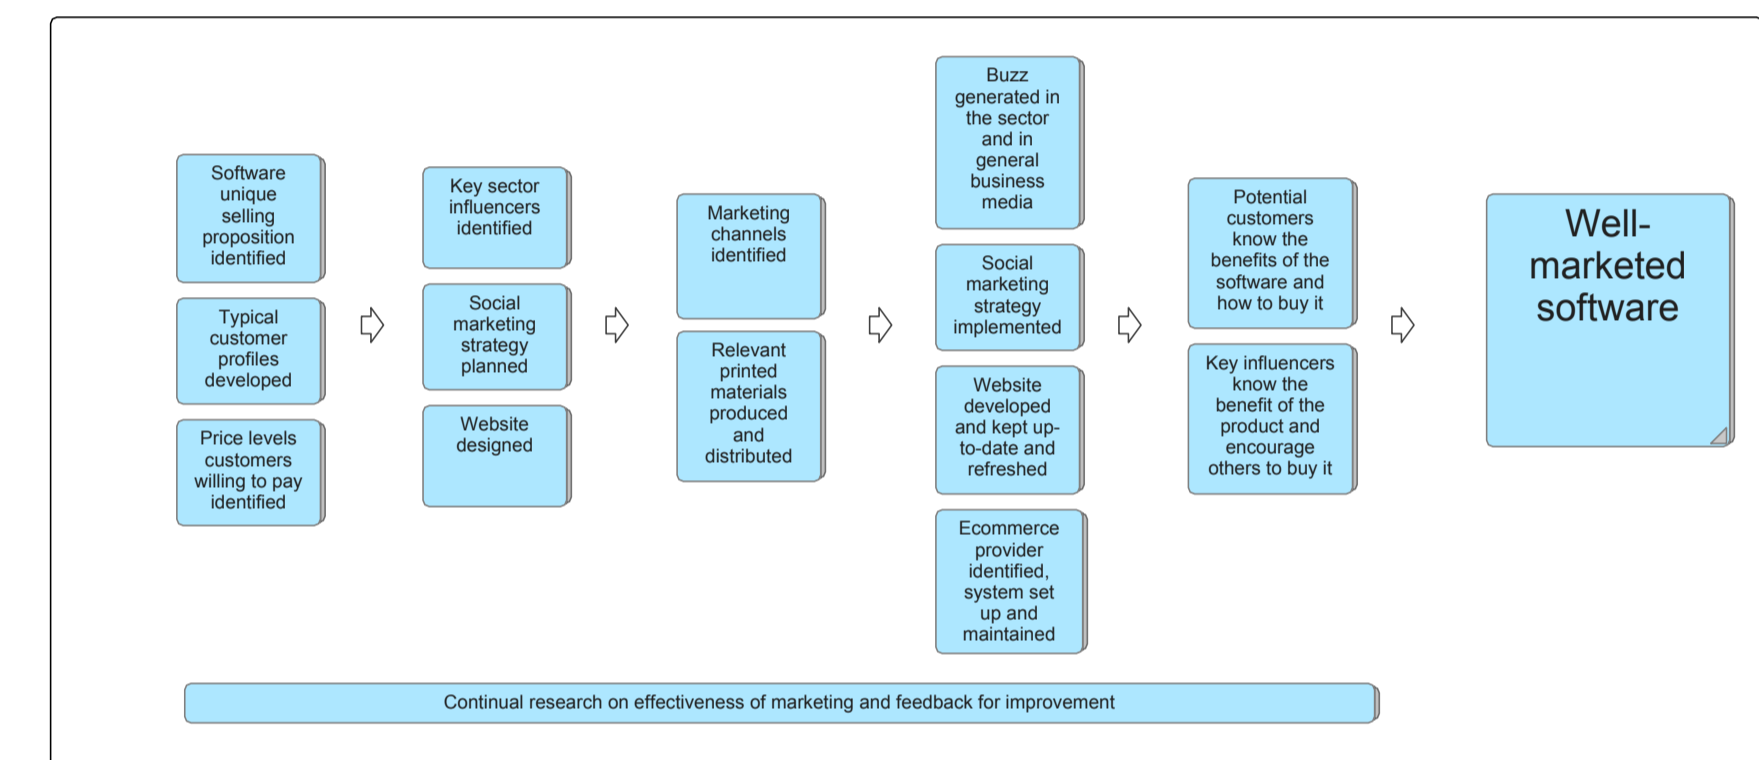 Software
unique
selling
proposition
identified
Typical
customer
profiles
developed
Price levels
customers
willing to pay
identified
Key sector
influencers
identified
Social
marketing
strategy
planned
Website
designed
Marketing
channels
identified
Relevant
printed
materials
produced
and
distributed
Buzz
generated in
the sector
and in
general
business
media
Social
marketing
strategy
implemented
Website
developed
and kept up-
to-date and
refreshed
Ecommerce
provider
identified,
system set
up and
maintained
Potential
customers
know the
benefits of the
software and
how to buy it
Key influencers
know the
benefit of the
product and
encourage
others to buy it
Well-
marketed
software
Continual research on effectiveness of marketing and feedback for improvement